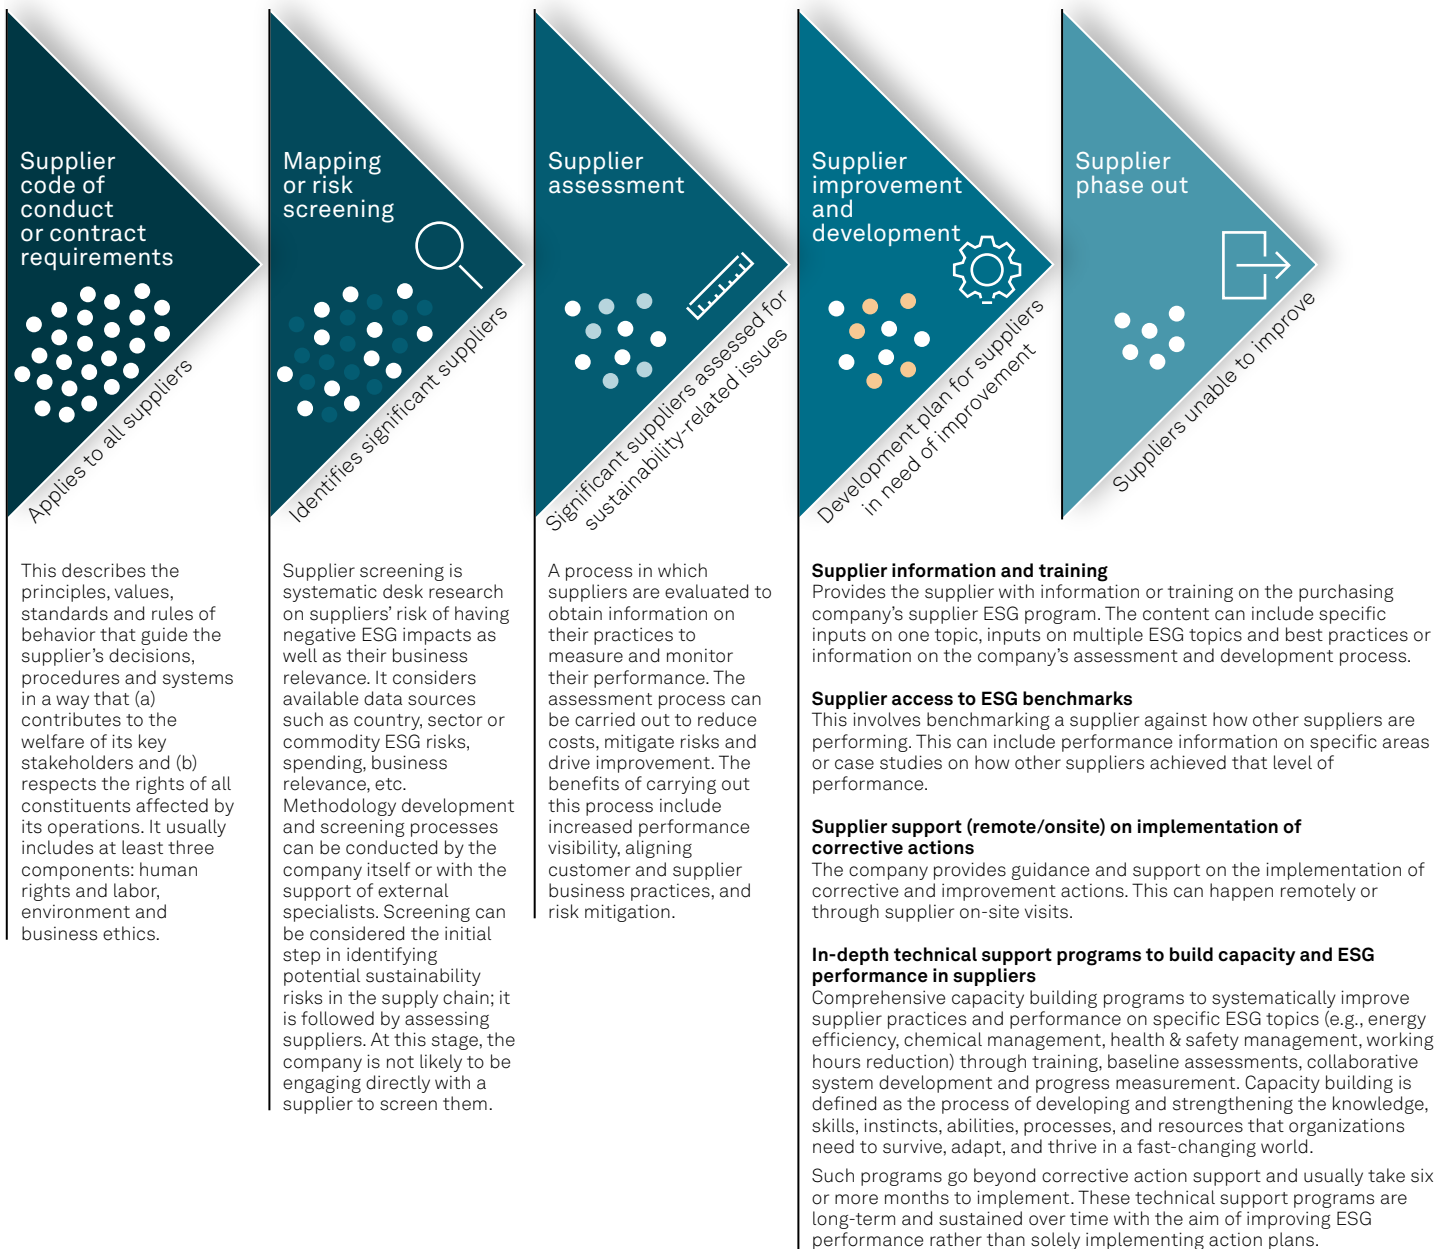 Supplier
code of
conduct
or contract
requirements
Applies to all suppliers
This describes the
principles, values,
standards and rules of
behavior that guide the
supplier’s decisions,
procedures and systems
in a way that (a)
contributes to the
welfare of its key
stakeholders and (b)
respects the rights of all
constituents affected by
its operations. It usually
includes at least three
components: human
rights and labor,
environment and
business ethics.
Mapping
or risk
screening
Identifies significant suppliers
Supplier screening is
systematic desk research
on suppliers’ risk of having
negative ESG impacts as
well as their business
relevance. It considers
available data sources
such as country, sector or
commodity ESG risks,
spending, business
relevance, etc.
Methodology development
and screening processes
can be conducted by the
company itself or with the
support of external
specialists. Screening can
be considered the initial
step in identifying
potential sustainability
risks in the supply chain; it
is followed by assessing
suppliers. At this stage, the
company is not likely to be
engaging directly with a
supplier to screen them.
Supplier
assessment
Significant suppliers assessed for
sustainability-related issues
A process in which
suppliers are evaluated to
obtain information on
their practices to
measure and monitor
their performance. The
assessment process can
be carried out to reduce
costs, mitigate risks and
drive improvement. The
benefits of carrying out
this process include
increased performance
visibility, aligning
customer and supplier
business practices, and
risk mitigation.
Supplier
improvement
and
development
Development plan for suppliers
in need of improvement
Supplier
phase out
Suppliers unable to improve
Supplier information and training
Provides the supplier with information or training on the purchasing
company’s supplier ESG program. The content can include specific
inputs on one topic, inputs on multiple ESG topics and best practices or
information on the company’s assessment and development process.
Supplier access to ESG benchmarks
This involves benchmarking a supplier against how other suppliers are
performing. This can include performance information on specific areas
or case studies on how other suppliers achieved that level of
performance.
Supplier support (remote/onsite) on implementation of
corrective actions
The company provides guidance and support on the implementation of
corrective and improvement actions. This can happen remotely or
through supplier on-site visits.
In-depth technical support programs to build capacity and ESG
performance in suppliers
Comprehensive capacity building programs to systematically improve
supplier practices and performance on specific ESG topics (e.g., energy
efficiency, chemical management, health & safety management, working
hours reduction) through training, baseline assessments, collaborative
system development and progress measurement. Capacity building is
defined as the process of developing and strengthening the knowledge,
skills, instincts, abilities, processes, and resources that organizations
need to survive, adapt, and thrive in a fast-changing world.
Such programs go beyond corrective action support and usually take six
or more months to implement. These technical support programs are
long-term and sustained over time with the aim of improving ESG
performance rather than solely implementing action plans.